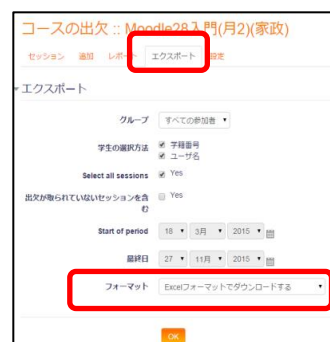 コースの出欠 :: Moodle28入門(月2)(家政)
セッション 追加 レポート エクスポート 設定
エクスポート
グループ すべての参加者
学生の選択方法 学籍番号
ユーザ名
Select all sessions Yes
出欠が取られていないセッションを含む Yes
Start of period 18 3月 2015
最終日 27 11月 2015
フォーマット Excelフォーマットでダウンロードする
OK